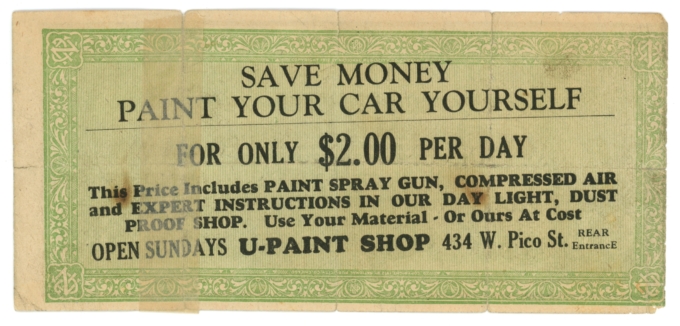 SAVE MONEY
PAINT YOUR CAR YOURSELF
FOR ONLY $2.00 PER DAY
This Price Includes PAINT SPRAY GUN, COMPRESSED AIR
and EXPERT INSTRUCTIONS IN OUR DAY LIGHT, DUST
PROOF SHOP. Use Your Material - Or Ours At Cost
OPEN SUNDAYS U-PAINT SHOP 434 W. Pico St. REAR EntrancE